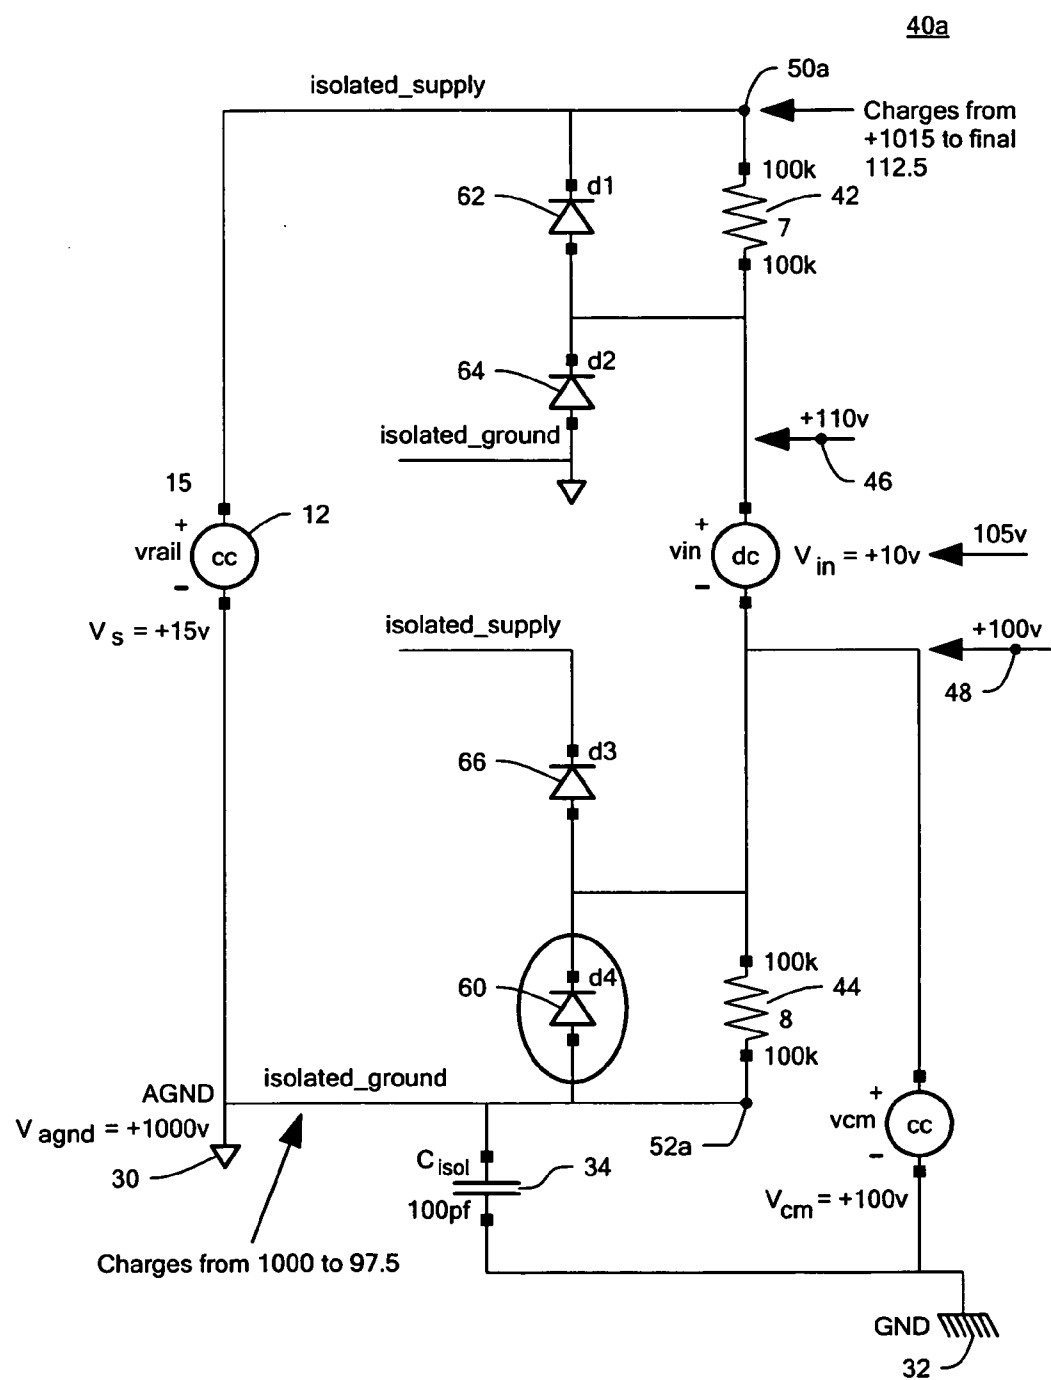 40a
50a
isolated_supply
Charges from
+1015 to final
112.5
100k
d1
62
42
7
100k
d2
64
+110v
isolated_ground
46
15
12
+
vrail
cc
−
+
vin
dc
−
V in = +10v
105v
V S = +15v
isolated_supply
+100v
48
d3
66
100k
d4
60
44
8
100k
isolated_ground
AGND
V agnd = +1000v
30
52a
+
vcm
cc
−
C isol
34
100pf
Vcm = +100v
Charges from 1000 to 97.5
GND
32